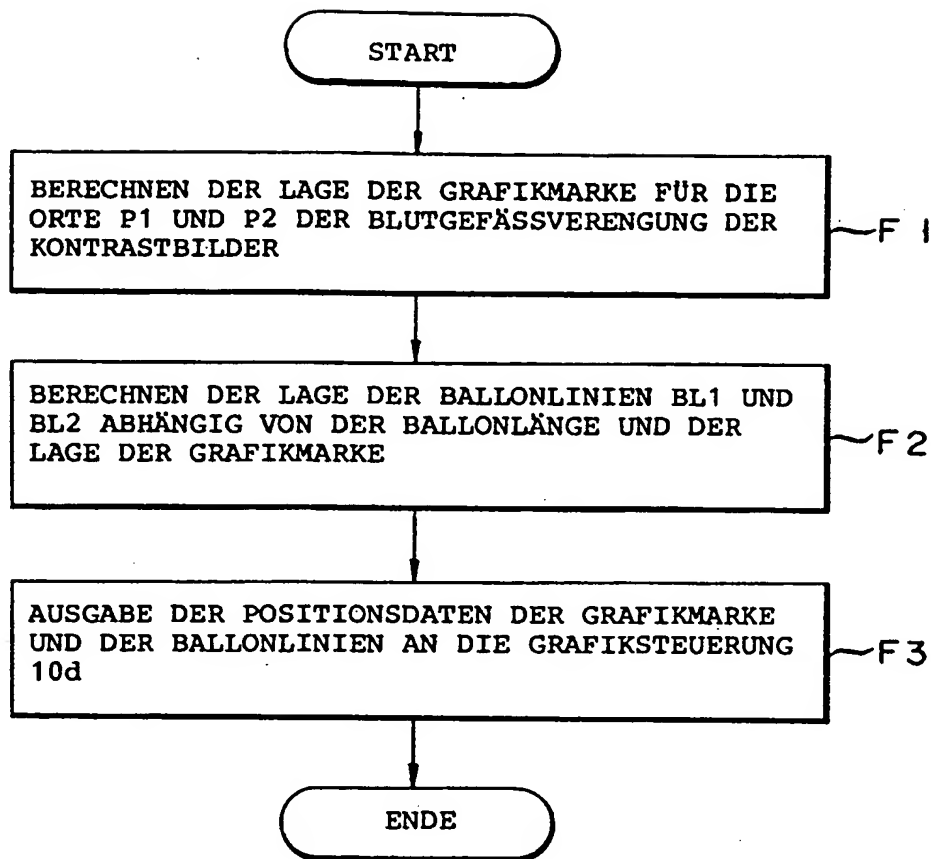 START
BERECHNEN DER LAGE DER GRAFIKMARKE FÜR DIE
ORTE P1 UND P2 DER BLUTGEFÄSSVERENGUNG DER
KONTRASTBILDER
F 1
BERECHNEN DER LAGE DER BALLONLINIEN BL1 UND
BL2 ABHÄNGIG VON DER BALLONLÄNGE UND DER
LAGE DER GRAFIKMARKE
F 2
AUSGABE DER POSITIONSDATEN DER GRAFIKMARKE
UND DER BALLONLINIEN AN DIE GRAFIKSTEUERUNG
10d
F 3
ENDE